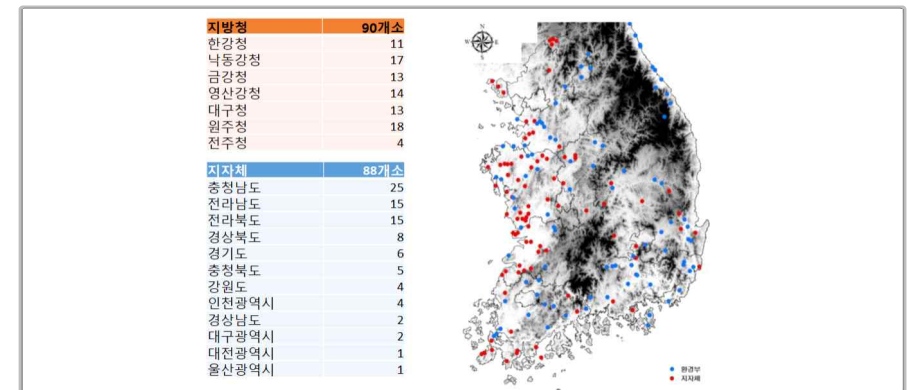 지방청 90개소
한강청 11
낙동강청 17
금강청 13
영산강청 14
대구청 13
원주청 18
전주청 4
지자체 88개소
충청남도 25
전라남도 15
전라북도 15
경상북도 8
경기도 6
충청북도 5
강원도 4
인천광역시 4
경상남도 2
대구광역시 2
대전광역시 1
울산광역시 1
N
W E
S
환경부
지자체